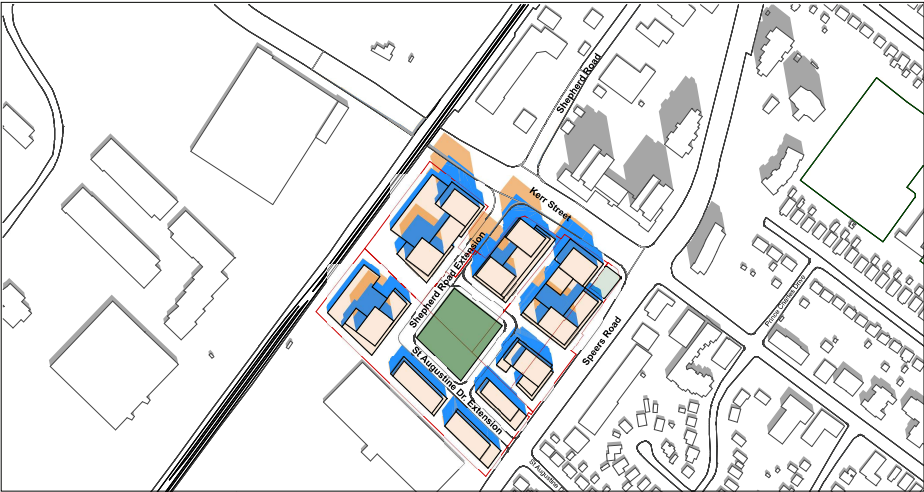 Shepherd Road
Kerr Street
Shepherd Road Extension
Speers Road
St Augustine Dr. Extension